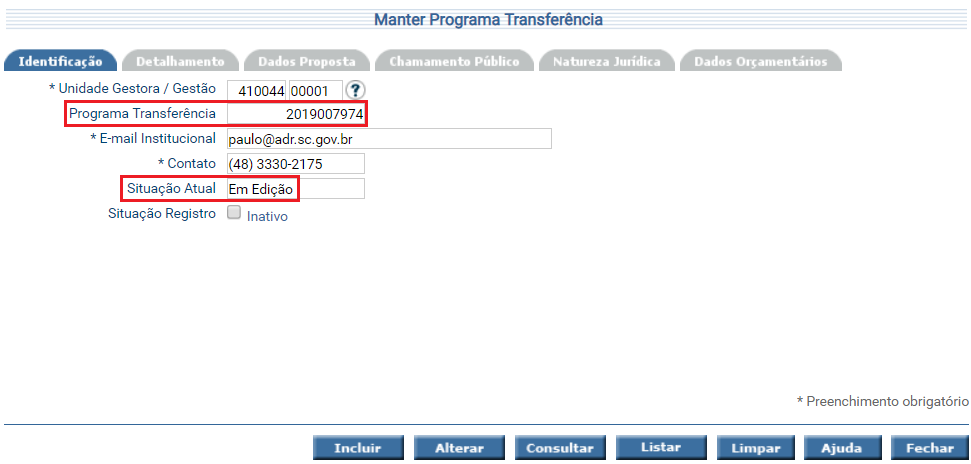 Manter Programa Transferência
Identificação Detalhamento Dados Proposta Chamamento Público Natureza Jurídica Dados Orçamentários
* Unidade Gestora / Gestão 410044 00001 ?
Programa Transferência 2019007974
* E-mail Institucional paulo@adr.sc.gov.br
* Contato (48) 3330-2175
Situação Atual Em Edição
Situação Registro Inativo
* Preenchimento obrigatório
Incluir Alterar Consultar Listar Limpar Ajuda Fechar